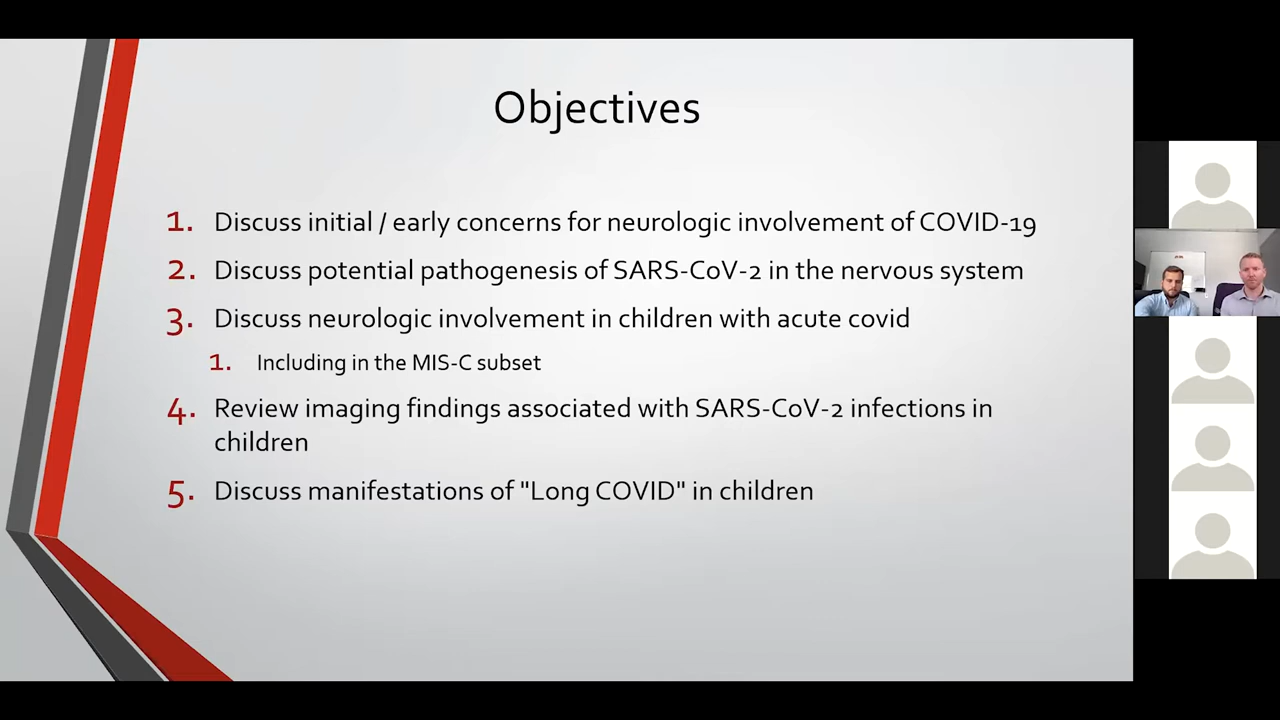 Objectives
1. Discuss initial / early concerns for neurologic involvement of COVID-19
2. Discuss potential pathogenesis of SARS-CoV-2 in the nervous system
3. Discuss neurologic involvement in children with acute covid
1. Including in the MIS-C subset
4. Review imaging findings associated with SARS-CoV-2 infections in
children
5. Discuss manifestations of "Long COVID" in children